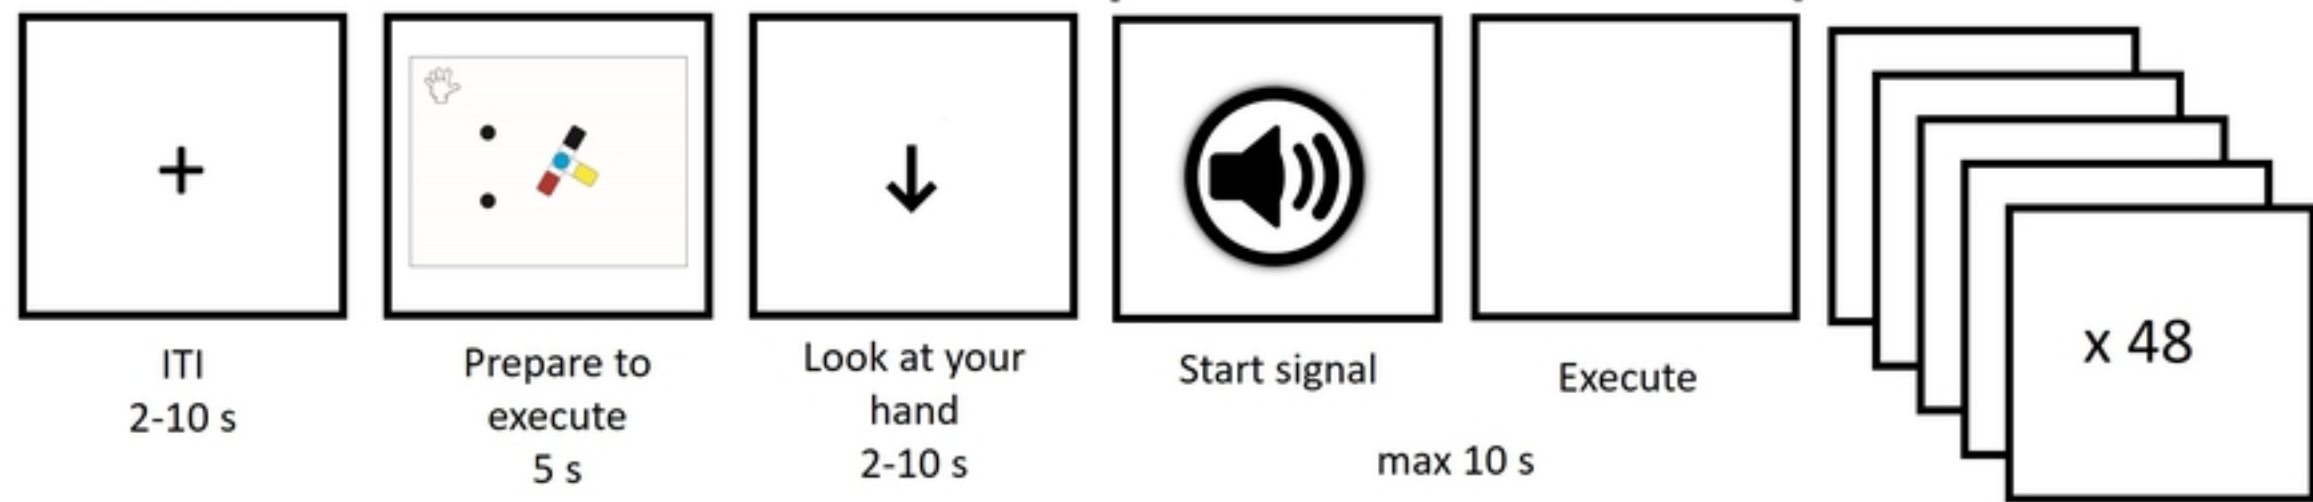 +
x 48
ITI
2-10 s
Prepare to
execute
5 s
Look at your
hand
2-10 s
Start signal
Execute
max 10 s